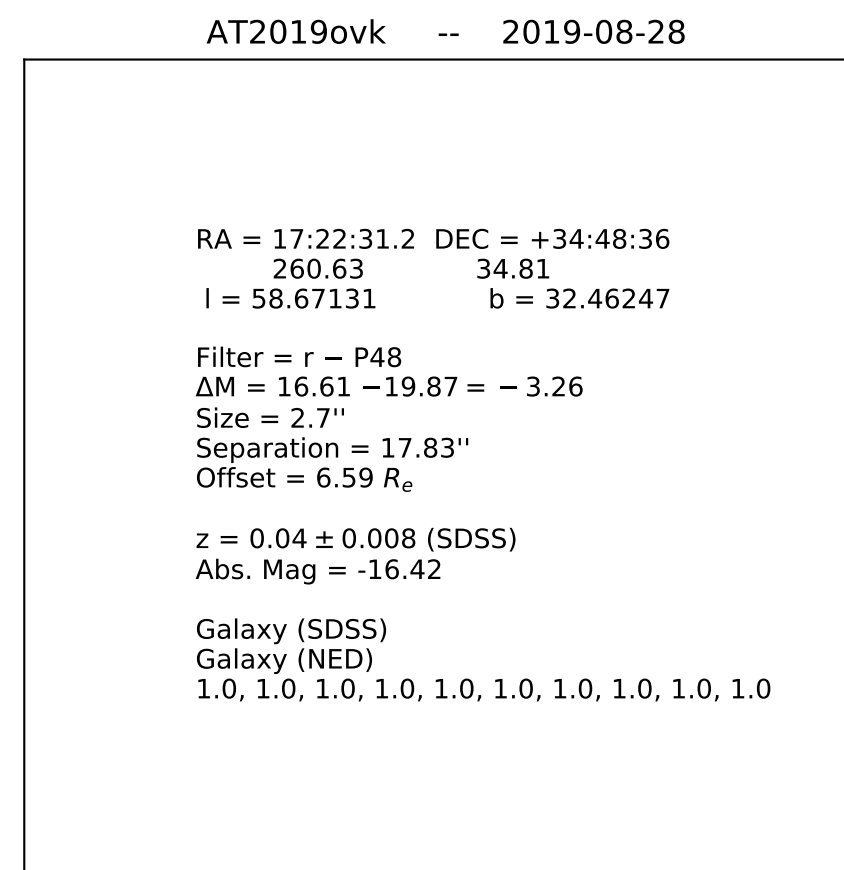 AT2019ovk -- 2019-08-28
RA = 17:22:31.2 DEC = +34:48:36
260.63 34.81
l = 58.67131 b = 32.46247
Filter = r − P48
ΔM = 16.61 −19.87 = − 3.26
Size = 2.7''
Separation = 17.83''
Offset = 6.59 Rₑ
z = 0.04 ± 0.008 (SDSS)
Abs. Mag = -16.42
Galaxy (SDSS)
Galaxy (NED)
1.0, 1.0, 1.0, 1.0, 1.0, 1.0, 1.0, 1.0, 1.0, 1.0